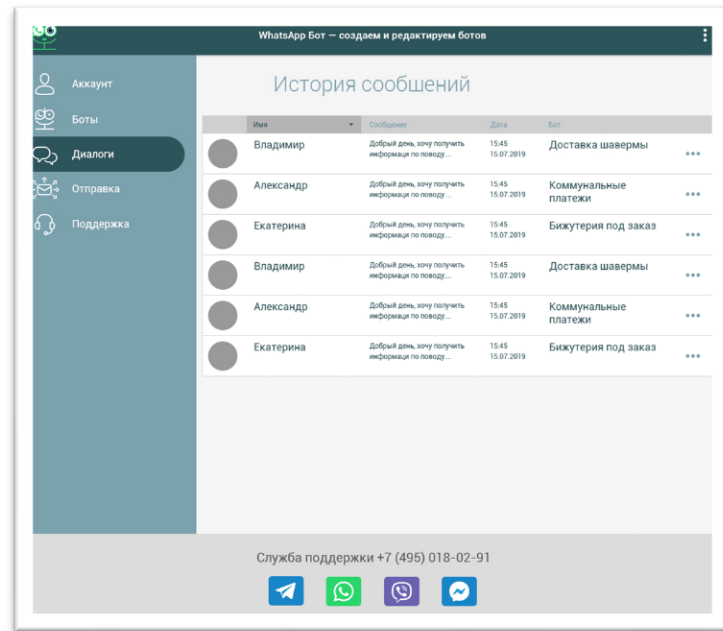 WhatsApp Бот — создаем и редактируем ботов
Аккаунт
Боты
Диалоги
Отправка
Поддержка
История сообщений
Имя Сообщение Дата Бот
Владимир
Добрый день, хочу получить
информаци по поводу....
15:45
15.07.2019
Доставка шавермы
Александр
Добрый день, хочу получить
информаци по поводу....
15:45
15.07.2019
Коммунальные
платежи
Екатерина
Добрый день, хочу получить
информаци по поводу....
15:45
15.07.2019
Бижутерия под заказ
Владимир
Добрый день, хочу получить
информаци по поводу....
15:45
15.07.2019
Доставка шавермы
Александр
Добрый день, хочу получить
информаци по поводу....
15:45
15.07.2019
Коммунальные
платежи
Екатерина
Добрый день, хочу получить
информаци по поводу....
15:45
15.07.2019
Бижутерия под заказ
Служба поддержки +7 (495) 018-02-91